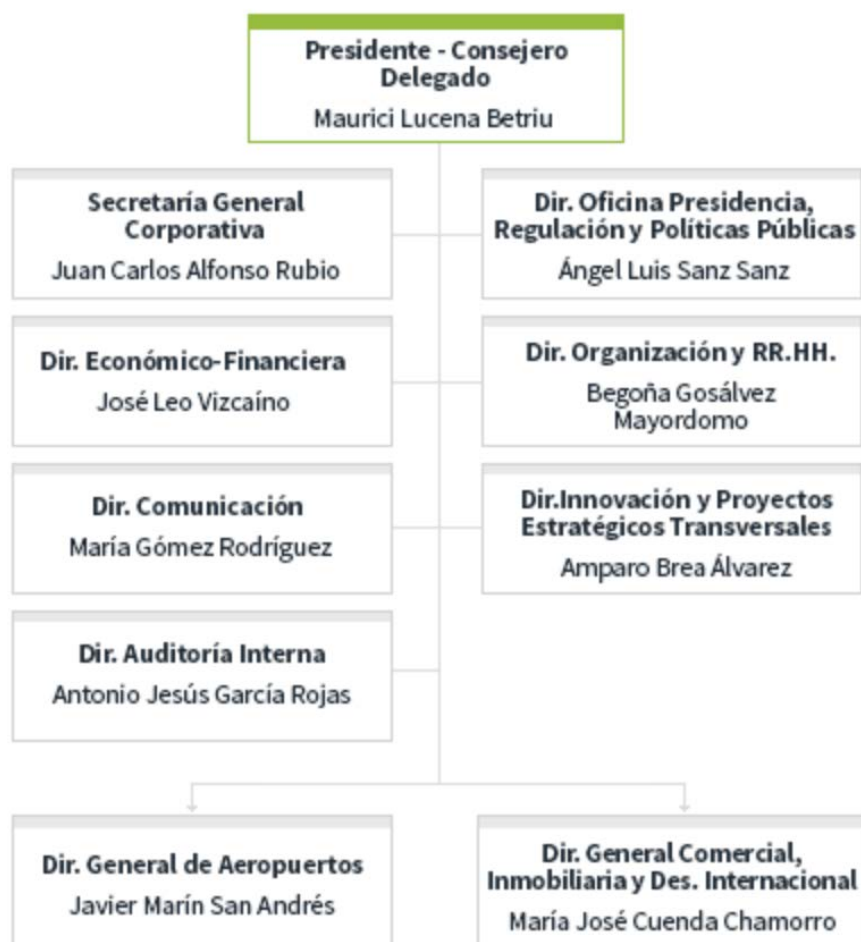 Presidente - Consejero
Delegado
Maurici Lucena Betriu
Secretaría General
Corporativa
Juan Carlos Alfonso Rubio
Dir. Oficina Presidencia,
Regulación y Políticas Públicas
Ángel Luis Sanz Sanz
Dir. Económico-Financiera
José Leo Vizcaíno
Dir. Organización y RR.HH.
Begoña Gosálvez
Mayordomo
Dir. Comunicación
María Gómez Rodríguez
Dir.Innovación y Proyectos
Estratégicos Transversales
Amparo Brea Álvarez
Dir. Auditoría Interna
Antonio Jesús García Rojas
Dir. General de Aeropuertos
Javier Marín San Andrés
Dir. General Comercial,
Inmobiliaria y Des. Internacional
María José Cuenda Chamorro